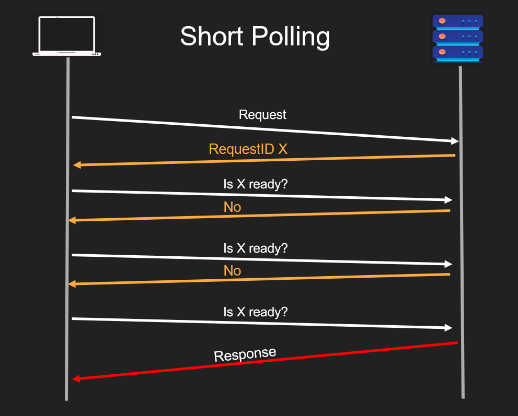 Short Polling
Request
RequestID X
Is X ready?
No
Is X ready?
No
Is X ready?
Response